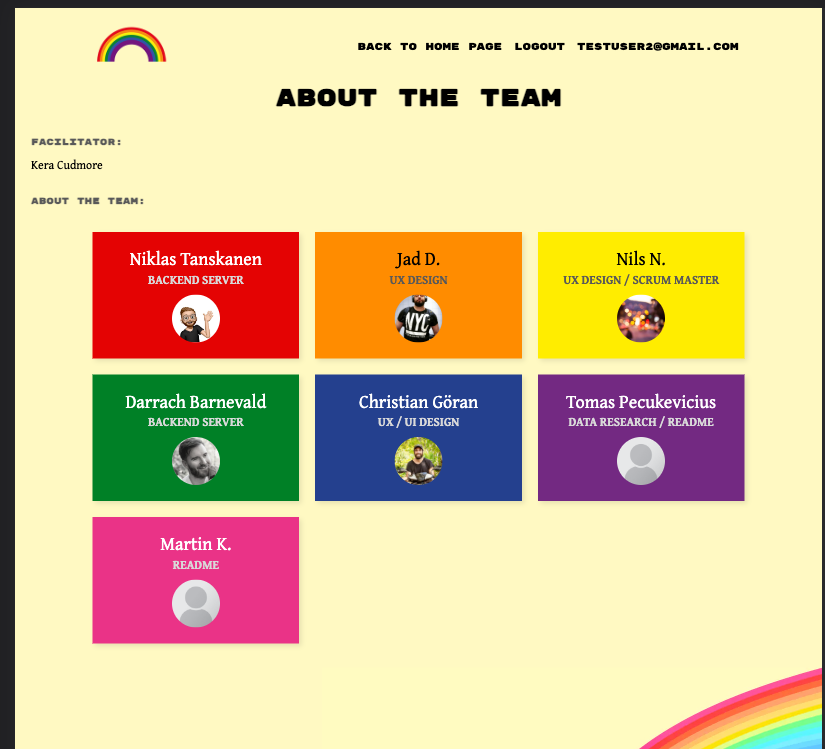 BACK TO HOME PAGE LOGOUT TESTUSER2@GMAIL.COM
ABOUT THE TEAM
FACILITATOR:
Kera Cudmore
ABOUT THE TEAM:
Niklas Tanskanen
BACKEND SERVER
Jad D.
UX DESIGN
NYC
Nils N.
UX DESIGN / SCRUM MASTER
Darrach Barnevald
BACKEND SERVER
Christian Göran
UX / UI DESIGN
Tomas Pecukevicius
DATA RESEARCH / README
Martin K.
README